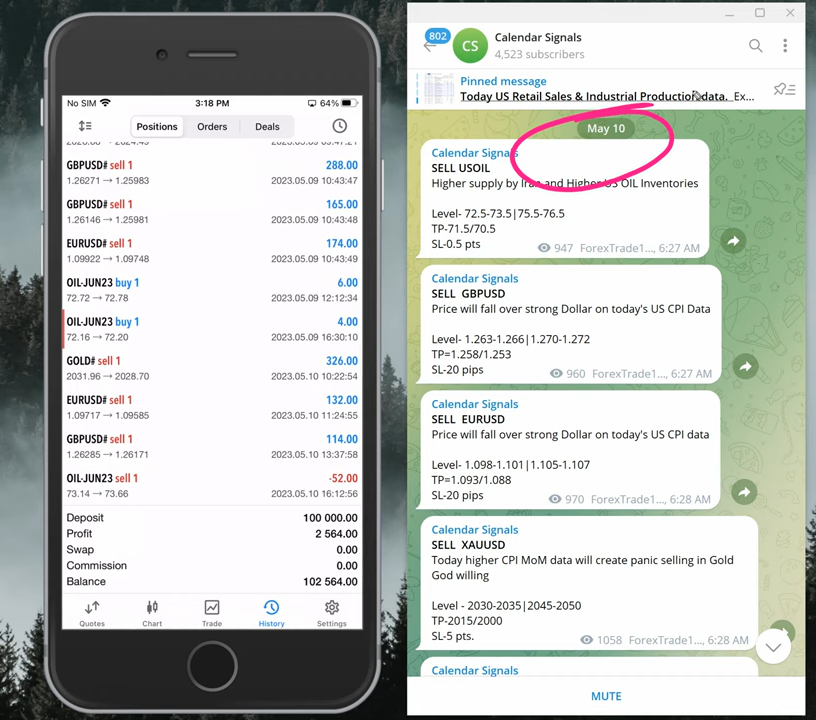 No SIM
3:18 PM
64%
Positions
Orders
Deals
GBPUSD# sell 1
288.00
1.26271 → 1.25983
2023.05.09 10:43:47
GBPUSD# sell 1
165.00
1.26146 → 1.25981
2023.05.09 10:43:48
EURUSD# sell 1
174.00
1.09922 → 1.09748
2023.05.09 10:43:49
OIL-JUN23 buy 1
6.00
72.72 → 72.78
2023.05.09 12:12:34
OIL-JUN23 buy 1
4.00
72.16 → 72.20
2023.05.09 16:30:10
GOLD# sell 1
326.00
2031.96 → 2028.70
2023.05.10 10:22:54
EURUSD# sell 1
132.00
1.09717 → 1.09585
2023.05.10 11:24:55
GBPUSD# sell 1
114.00
1.26285 → 1.26171
2023.05.10 13:37:58
OIL-JUN23 sell 1
-52.00
73.14 → 73.66
2023.05.10 16:12:56
Deposit
100 000.00
Profit
2 564.00
Swap
0.00
Commission
0.00
Balance
102 564.00
Quotes
Chart
Trade
History
Settings
802
CS
Calendar Signals
4,523 subscribers
Pinned message
Today US Retail Sales & Industrial Production data. Ex...
May 10
Calendar Signals
SELL USOIL
Higher supply by Iran and Higher US OIL Inventories
Level- 72.5-73.5|75.5-76.5
TP-71.5/70.5
SL-0.5 pts
947 ForexTrade1..., 6:27 AM
Calendar Signals
SELL GBPUSD
Price will fall over strong Dollar on today's US CPI Data
Level- 1.263-1.266|1.270-1.272
TP=1.258/1.253
SL-20 pips
960 ForexTrade1..., 6:27 AM
Calendar Signals
SELL EURUSD
Price will fall over strong Dollar on today's US CPI data
Level- 1.098-1.101|1.105-1.107
TP=1.093/1.088
SL-20 pips
970 ForexTrade1..., 6:28 AM
Calendar Signals
SELL XAUUSD
Today higher CPI MoM data will create panic selling in Gold
God willing
Level - 2030-2035|2045-2050
TP-2015/2000
SL-5 pts.
1058 ForexTrade1..., 6:28 AM
Calendar Signals
MUTE